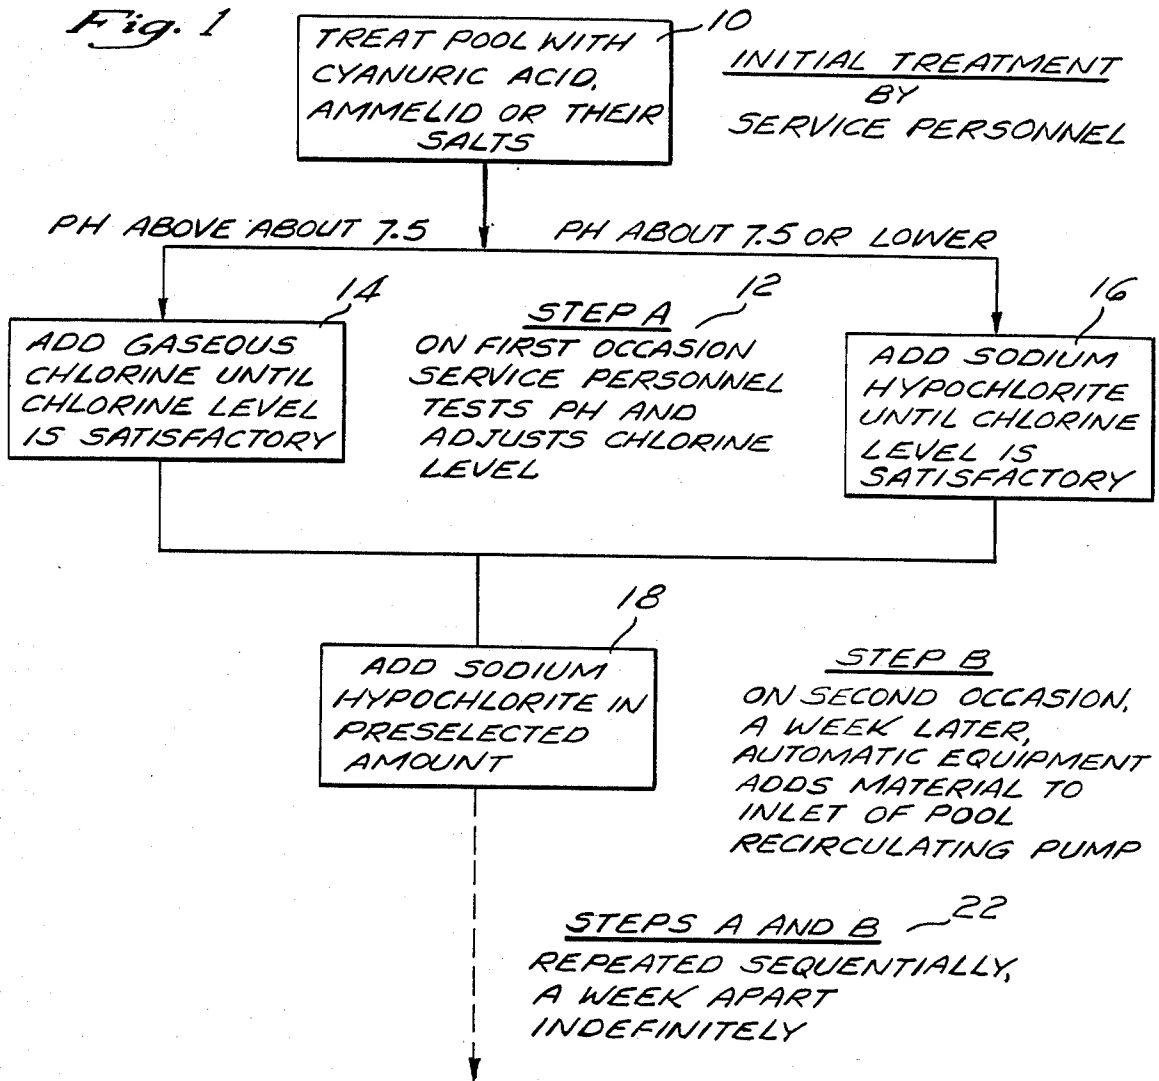 Fig. 1
10
TREAT POOL WITH
CYANURIC ACID,
AMMELID OR THEIR
SALTS
INITIAL TREATMENT
BY
SERVICE PERSONNEL
PH ABOVE ABOUT 7.5
PH ABOUT 7.5 OR LOWER
14
ADD GASEOUS
CHLORINE UNTIL
CHLORINE LEVEL
IS SATISFACTORY
12
STEP A
ON FIRST OCCASION
SERVICE PERSONNEL
TESTS PH AND
ADJUSTS CHLORINE
LEVEL
16
ADD SODIUM
HYPOCHLORITE
UNTIL CHLORINE
LEVEL IS
SATISFACTORY
18
ADD SODIUM
HYPOCHLORITE IN
PRESELECTED
AMOUNT
STEP B
ON SECOND OCCASION,
A WEEK LATER,
AUTOMATIC EQUIPMENT
ADDS MATERIAL TO
INLET OF POOL
RECIRCULATING PUMP
STEPS A AND B
22
REPEATED SEQUENTIALLY,
A WEEK APART
INDEFINITELY